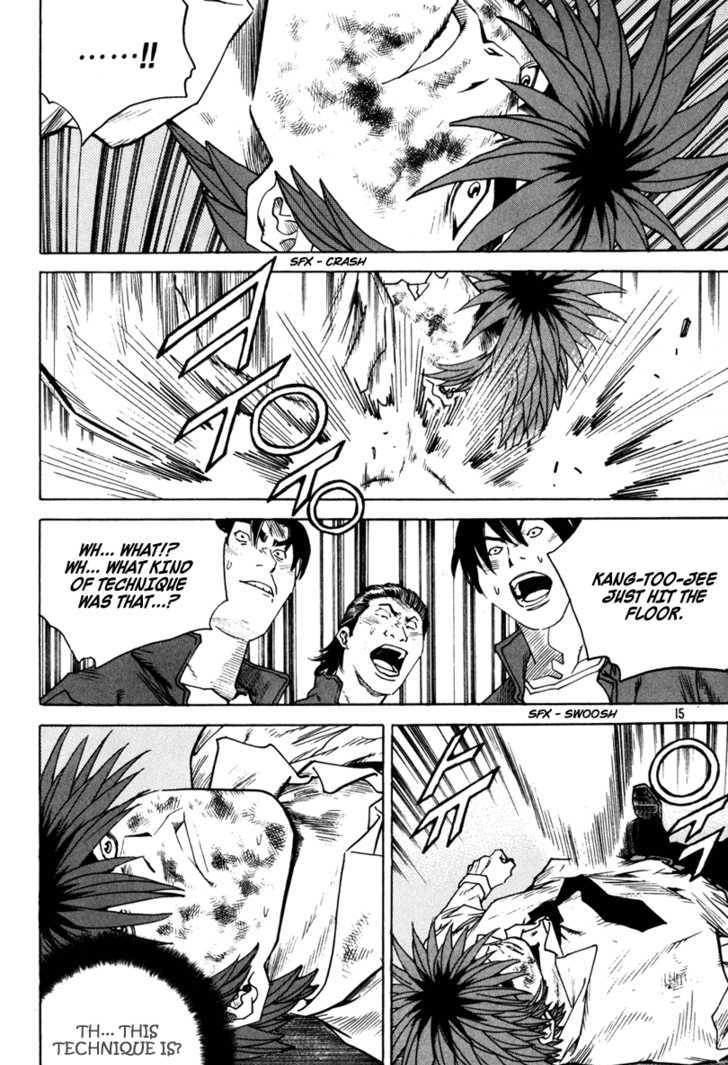 ......!!
SFX - CRASH
WH... WHAT!?
WH... WHAT KIND
OF TECHNIQUE
WAS THAT...?
KANG-TOO-JEE
JUST HIT THE
FLOOR.
SFX - SWOOSH
15
TH... THIS
TECHNIQUE IS?